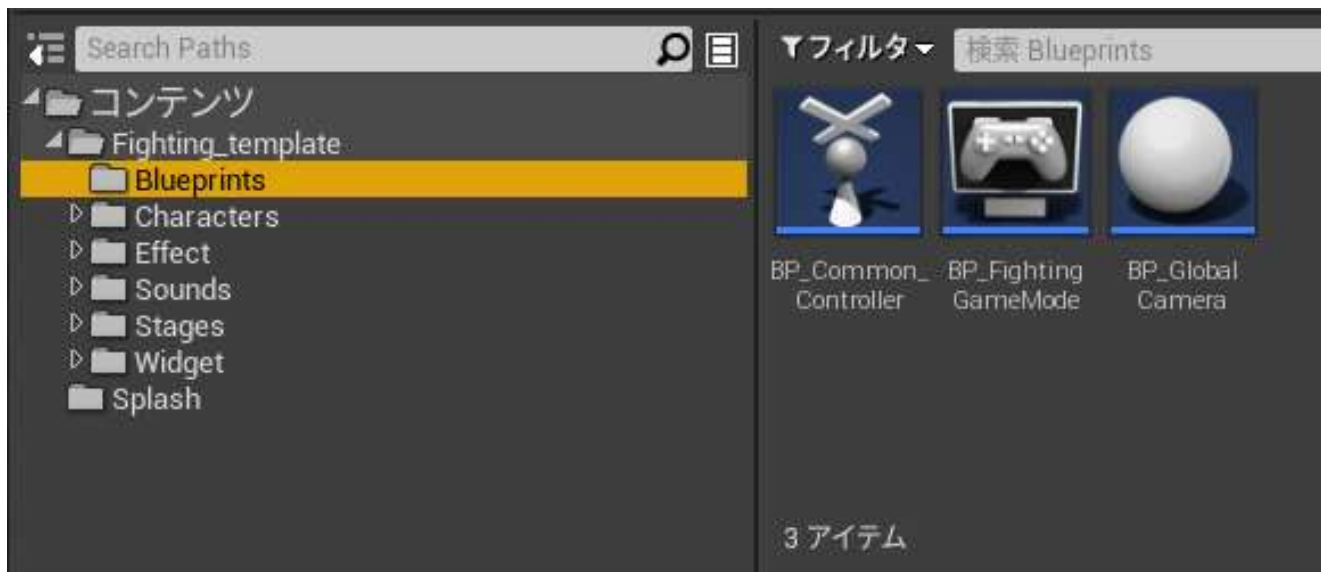 Search Paths
コンテンツ
Fighting_template
Blueprints
Characters
Effect
Sounds
Stages
Widget
Splash
フィルタ
検索 Blueprints
BP_Common_
Controller
BP_Fighting
GameMode
BP_Global
Camera
3 アイテム